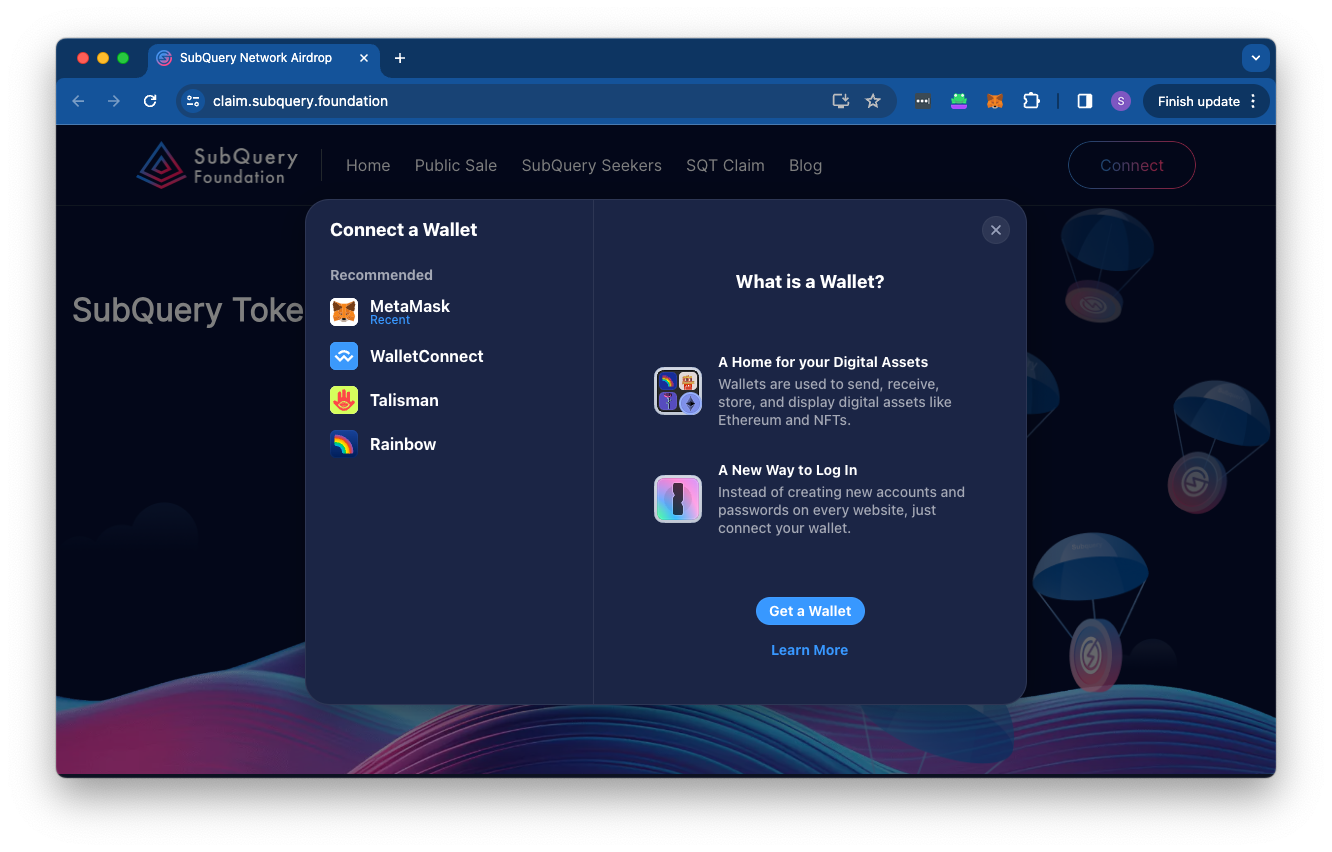 SubQuery Network Airdrop
claim.subquery.foundation
S
Finish update
SubQuery
Foundation
Home
Public Sale
SubQuery Seekers
SQT Claim
Blog
Connect
SubQuery Toke
Connect a Wallet
Recommended
MetaMask
Recent
WalletConnect
Talisman
Rainbow
What is a Wallet?
A Home for your Digital Assets
Wallets are used to send, receive,
store, and display digital assets like
Ethereum and NFTs.
A New Way to Log In
Instead of creating new accounts and
passwords on every website, just
connect your wallet.
Get a Wallet
Learn More